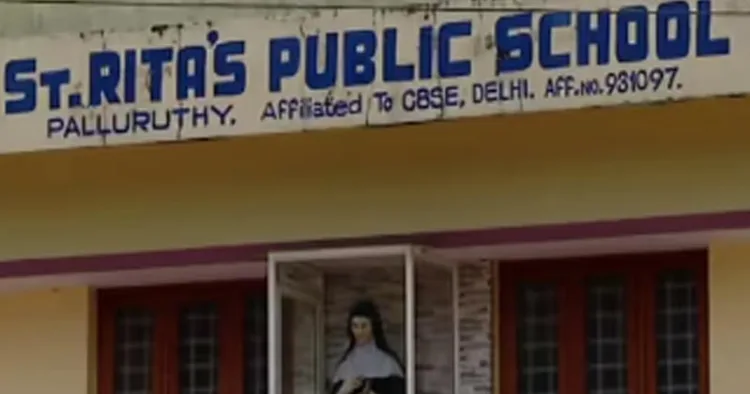 ST. RITA'S PUBLIC SCHOOL
PALLURUTHY. Affiliated To CBSE, DELHI. AFF.NO.931097.